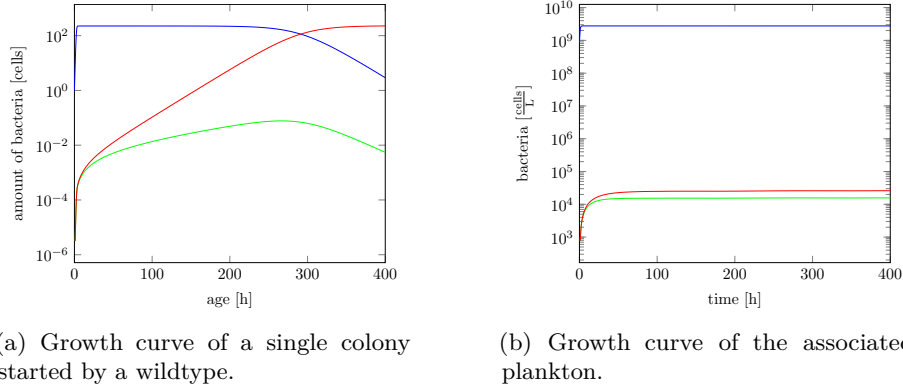 10^2
10^0
10^−2
10^−4
10^−6
amount of bacteria [cells]
0 100 200 300 400
age [h]
10^10
10^9
10^8
10^7
10^6
10^5
10^4
10^3
bacteria [cells/L]
0 100 200 300 400
time [h]
(a) Growth curve of a single colony
started by a wildtype.
(b) Growth curve of the associated
plankton.